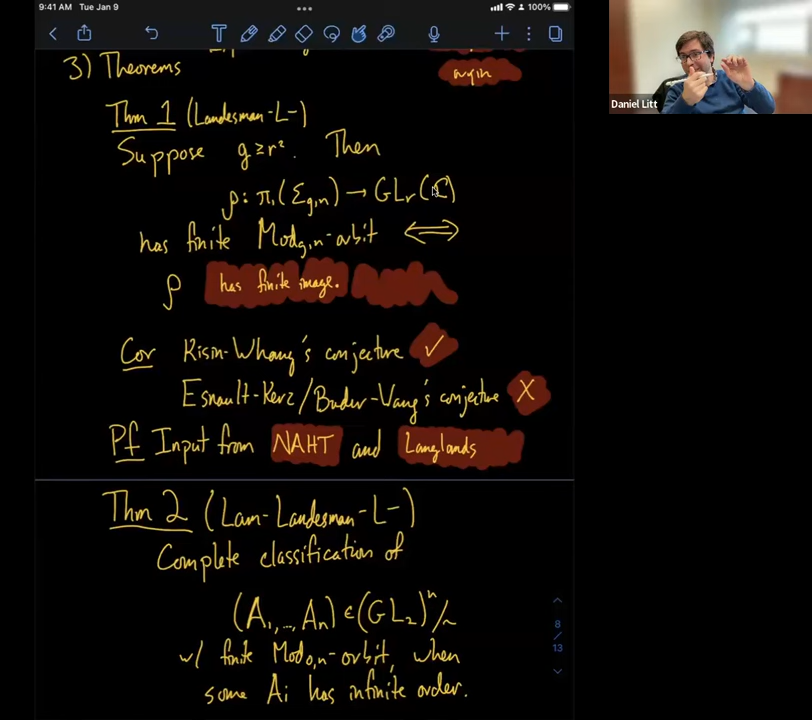 9:41 AM Tue Jan 9
100%
3) Theorems
origin
Thm 1 (Landesman-L-)
Suppose g ≥ r². Then
ρ: π₁(Σg,n) → GLr(ℂ)
has finite Modg,n-orbit ⟺
ρ has finite image.
Cor Kisin-Whang's conjecture ✓
Esnault-Kerz/Budur-Wang's conjecture X
Pf Input from NAHT and Langlands
Thm 2 (Lam-Landesman-L-)
Complete classification of
(A₁,..., Aₙ) ∈ (GL₂)ⁿ/~
w/ finite Mod₀,ₙ-orbit, when
some Ai has infinite order.
8
/
13
Daniel Litt